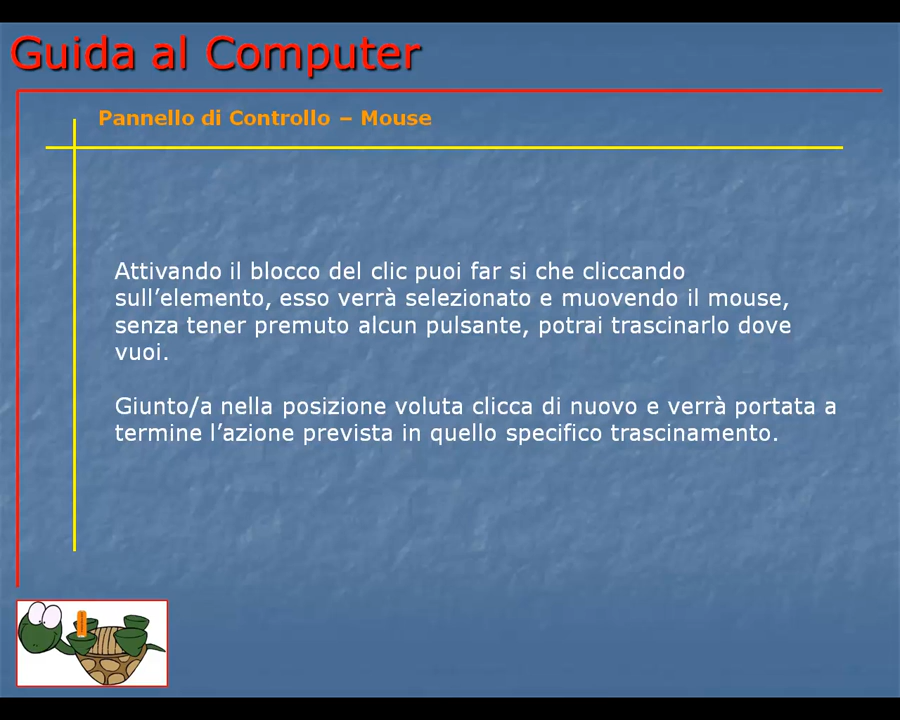 Guida al Computer
Pannello di Controllo – Mouse
Attivando il blocco del clic puoi far si che cliccando
sull’elemento, esso verrà selezionato e muovendo il mouse,
senza tener premuto alcun pulsante, potrai trascinarlo dove
vuoi.
Giunto/a nella posizione voluta clicca di nuovo e verrà portata a
termine l’azione prevista in quello specifico trascinamento.